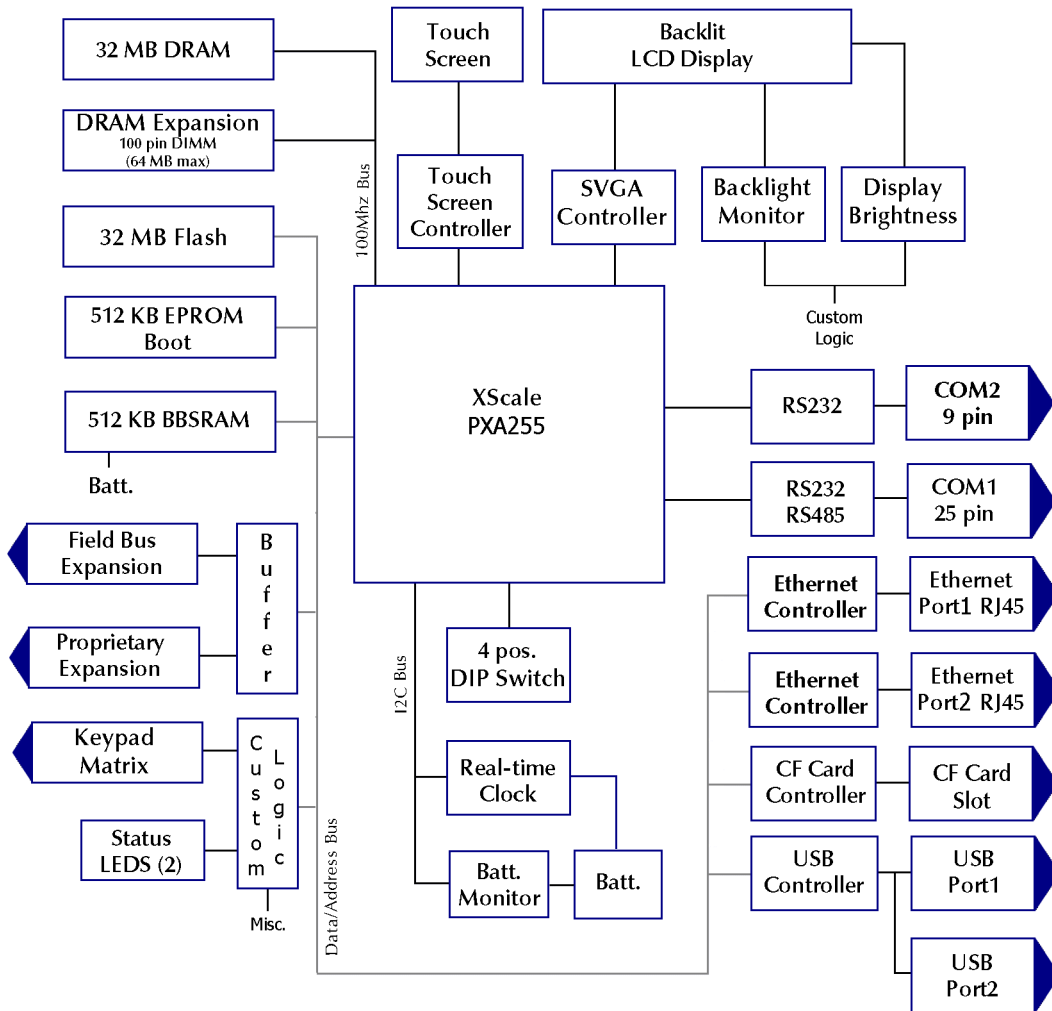 32 MB DRAM
DRAM Expansion
100 pin DIMM
(64 MB max)
32 MB Flash
512 KB EPROM
Boot
512 KB BBSRAM
Batt.
100Mhz Bus
Touch
Screen
Touch
Screen
Controller
Backlit
LCD Display
SVGA
Controller
Backlight
Monitor
Display
Brightness
Custom
Logic
XScale
PXA255
RS232
COM2
9 pin
RS232
RS485
COM1
25 pin
Field Bus
Expansion
Proprietary
Expansion
Buffer
Keypad
Matrix
Status
LEDS (2)
Custom
Logic
Misc.
Data/Address Bus
I2C Bus
4 pos.
DIP Switch
Real-time
Clock
Batt.
Monitor
Batt.
Ethernet
Controller
Ethernet
Port1 RJ45
Ethernet
Controller
Ethernet
Port2 RJ45
CF Card
Controller
CF Card
Slot
USB
Controller
USB
Port1
USB
Port2